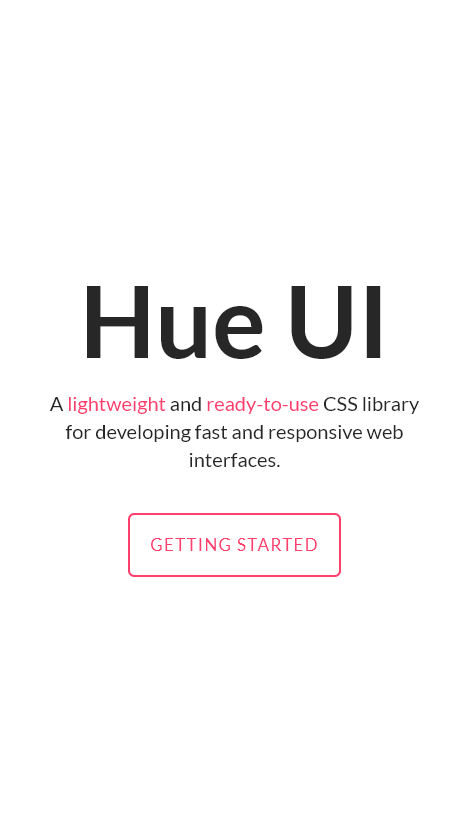 Hue UI
A lightweight and ready-to-use CSS library
for developing fast and responsive web
interfaces.
GETTING STARTED